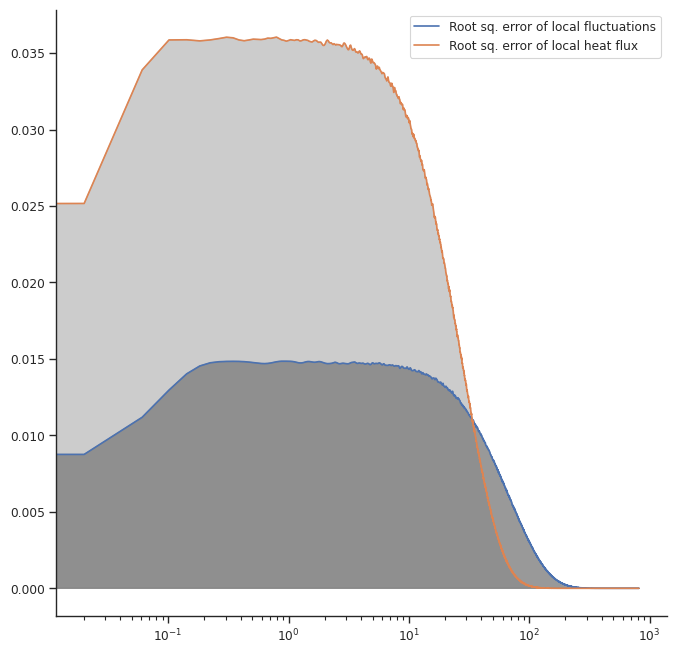 Root sq. error of local fluctuations
Root sq. error of local heat flux
0.035
0.030
0.025
0.020
0.015
0.010
0.005
0.000
10⁻¹ 10⁰ 10¹ 10² 10³